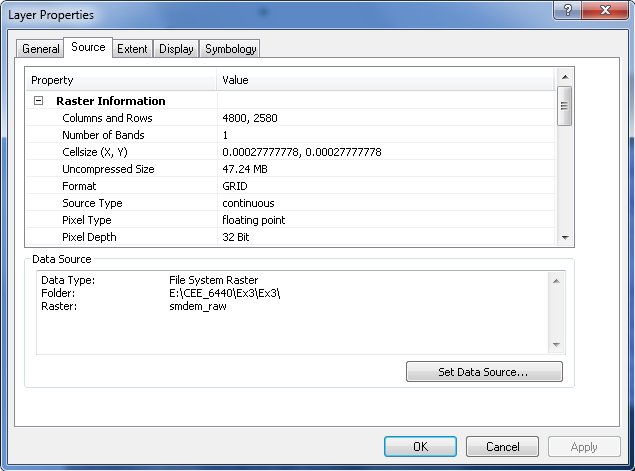 Layer Properties
General Source Extent Display Symbology
Property Value
Raster Information
Columns and Rows 4800, 2580
Number of Bands 1
Cellsize (X, Y) 0.00027777778, 0.00027777778
Uncompressed Size 47.24 MB
Format GRID
Source Type continuous
Pixel Type floating point
Pixel Depth 32 Bit
Data Source
Data Type: File System Raster
Folder: E:\CEE_6440\Ex3\Ex3\
Raster: smdem_raw
Set Data Source...
OK Cancel Apply